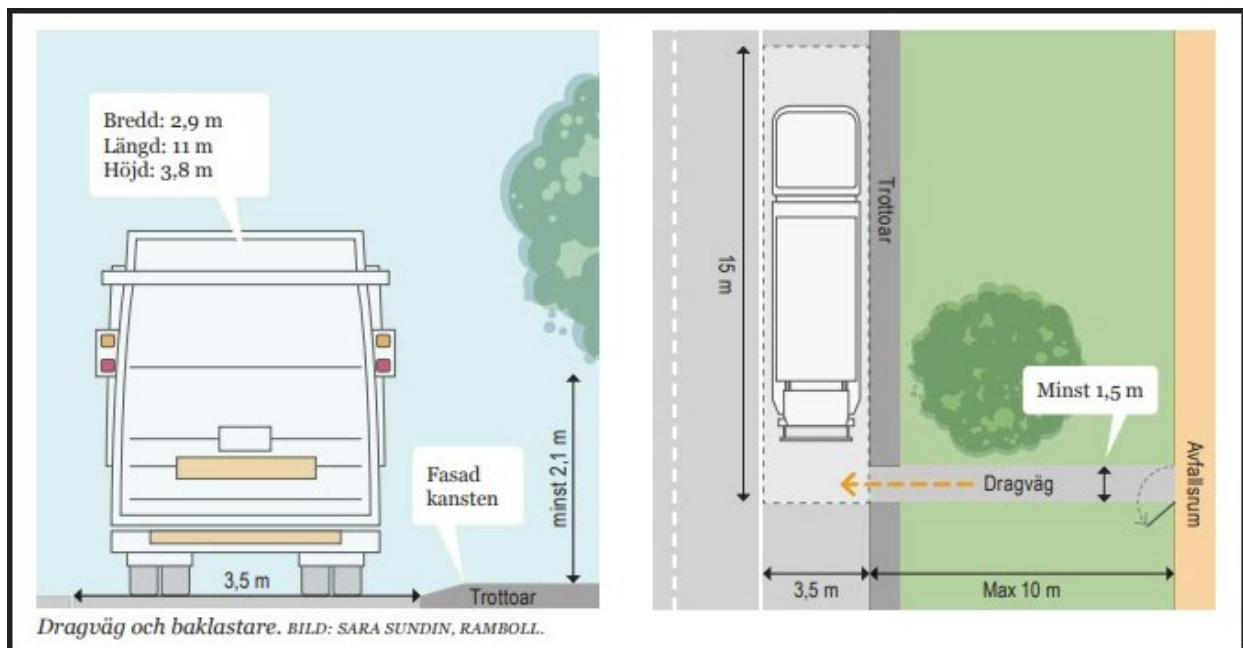 Bredd: 2,9 m
Längd: 11 m
Höjd: 3,8 m
minst 2,1 m
Fasad
kansten
3,5 m
Trottoar
Dragväg och baklastare. BILD: SARA SUNDIN, RAMBOLL.
15 m
Trottoar
Minst 1,5 m
Dragväg
Avfallsrum
3,5 m
Max 10 m